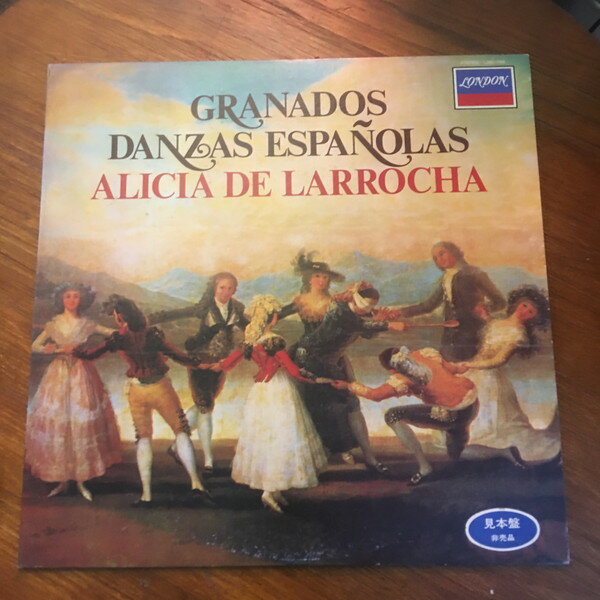 LONDON
GRANADOS
DANZAS ESPAÑOLAS
ALICIA DE LARROCHA
見本盤
非売品